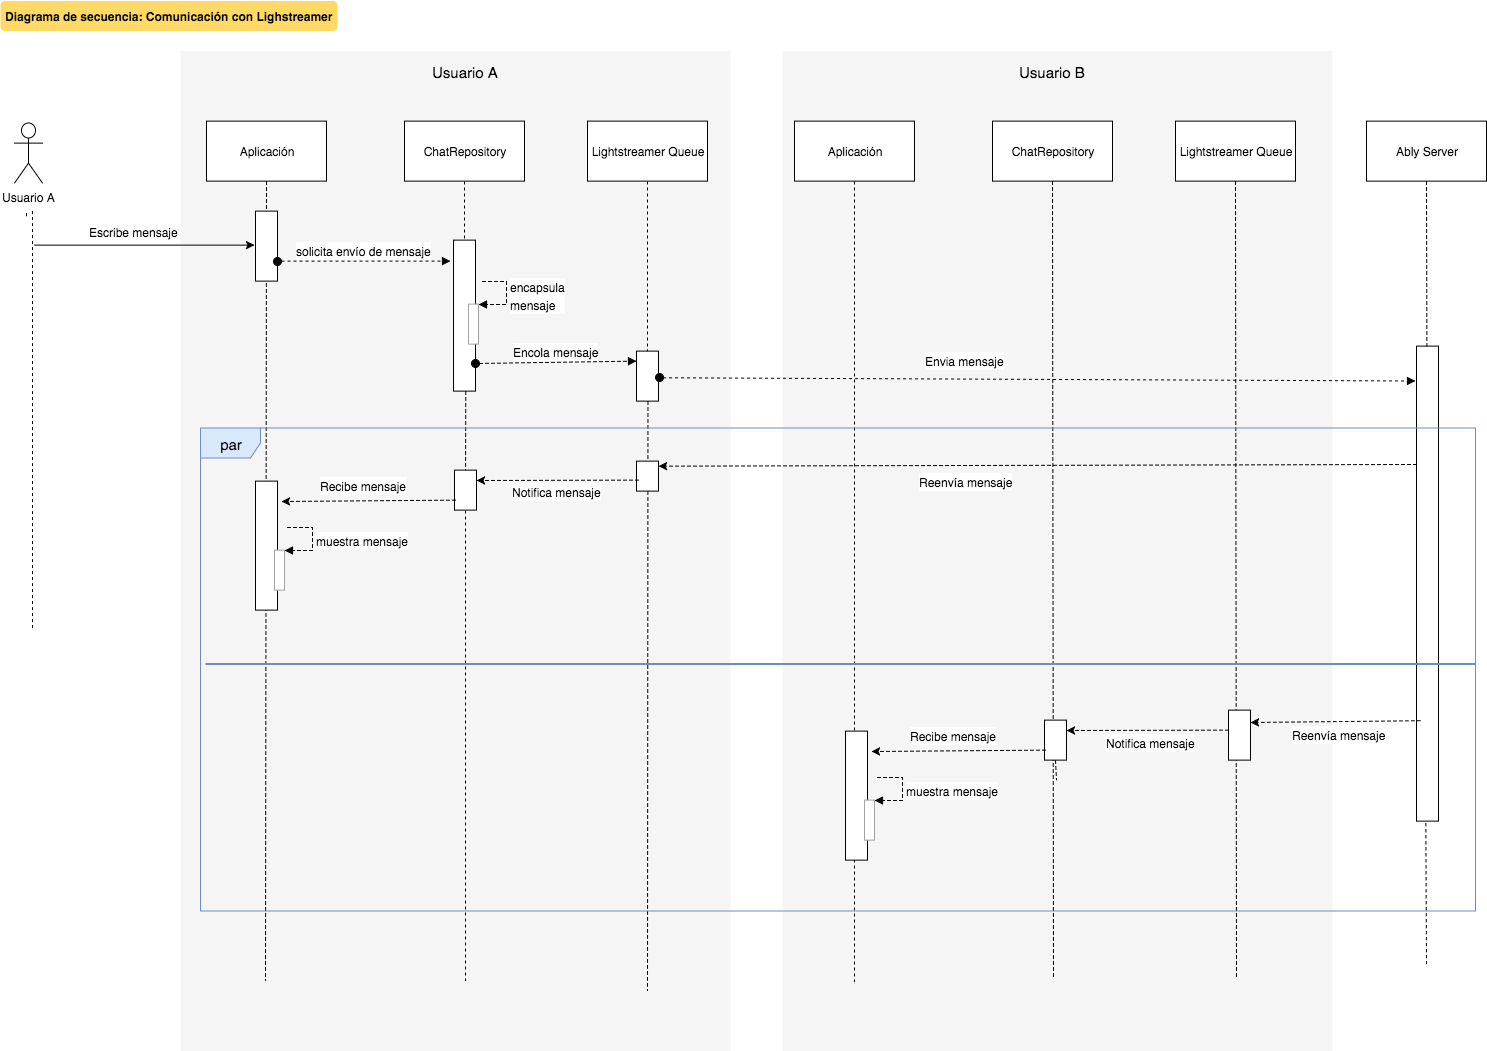 Diagrama de secuencia: Comunicación con Lighstreamer
Usuario A
Usuario B
Aplicación
ChatRepository
Lightstreamer Queue
Aplicación
ChatRepository
Lightstreamer Queue
Ably Server
Usuario A
Escribe mensaje
solicita envío de mensaje
encapsula
mensaje
Encola mensaje
Envia mensaje
par
Reenvía mensaje
Notifica mensaje
Recibe mensaje
muestra mensaje
Reenvía mensaje
Notifica mensaje
Recibe mensaje
muestra mensaje